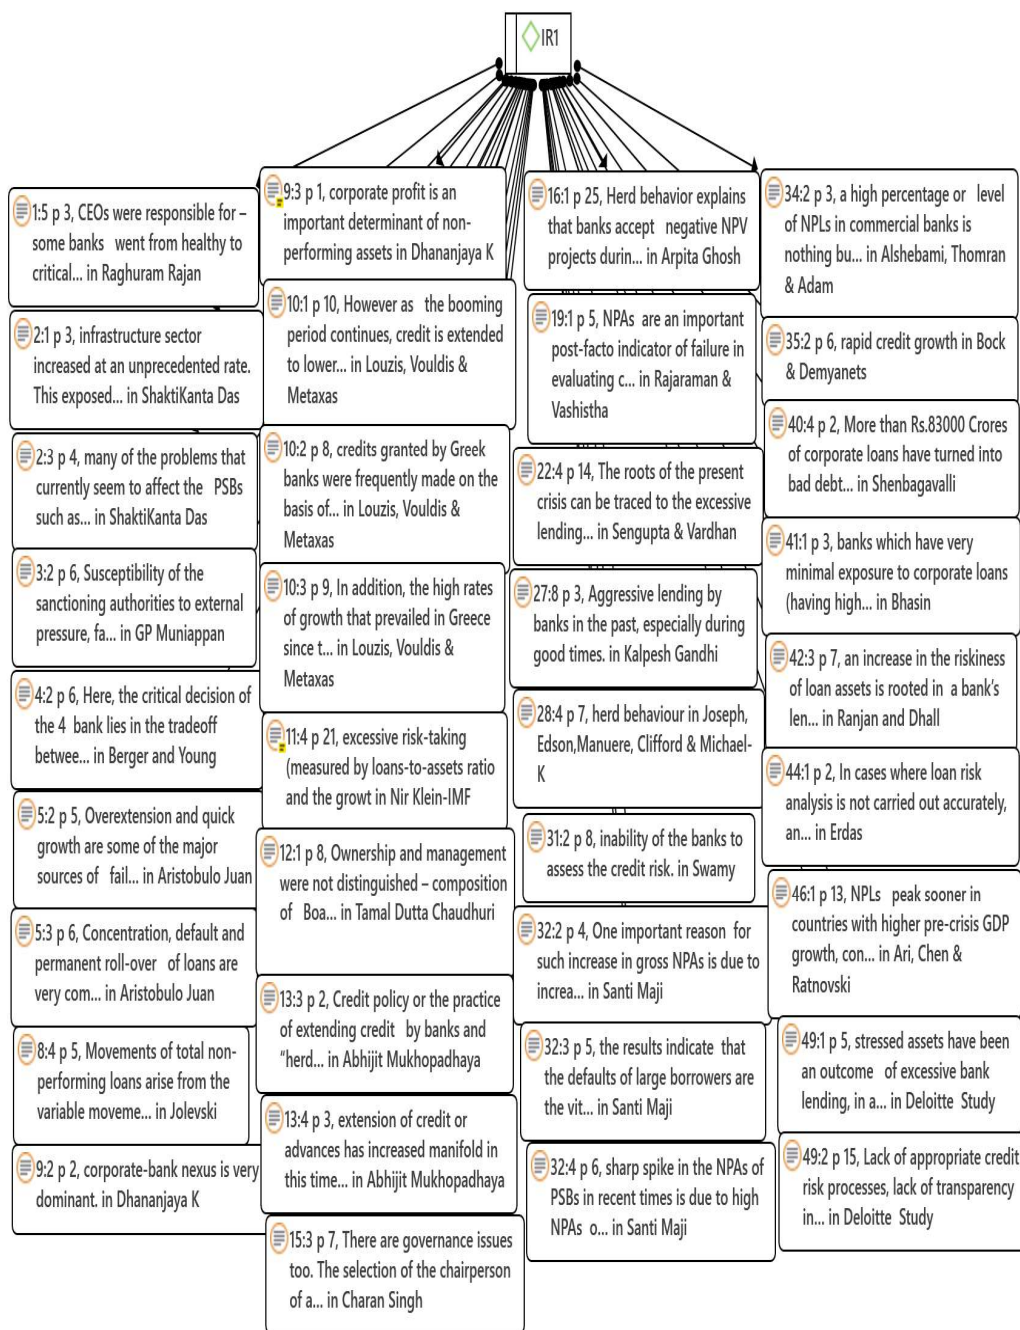 IR1
1:5 p 3, CEOs were responsible for –
some banks went from healthy to
critical... in Raghuram Rajan
2:1 p 3, infrastructure sector
increased at an unprecedented rate.
This exposed... in ShaktiKanta Das
2:3 p 4, many of the problems that
currently seem to affect the PSBs
such as... in ShaktiKanta Das
3:2 p 6, Susceptibility of the
sanctioning authorities to external
pressure, fa... in GP Muniappan
4:2 p 6, Here, the critical decision of
the 4 bank lies in the tradeoff
betwee... in Berger and Young
5:2 p 5, Overextension and quick
growth are some of the major
sources of fail... in Aristobulo Juan
5:3 p 6, Concentration, default and
permanent roll-over of loans are
very com... in Aristobulo Juan
8:4 p 5, Movements of total non-
performing loans arise from the
variable moveme... in Jolevski
9:2 p 2, corporate-bank nexus is very
dominant. in Dhananjaya K
9:3 p 1, corporate profit is an
important determinant of non-
performing assets in Dhananjaya K
10:1 p 10, However as the booming
period continues, credit is extended
to lower... in Louzis, Vouldis &
Metaxas
10:2 p 8, credits granted by Greek
banks were frequently made on the
basis of... in Louzis, Vouldis &
Metaxas
10:3 p 9, In addition, the high rates
of growth that prevailed in Greece
since t... in Louzis, Vouldis &
Metaxas
11:4 p 21, excessive risk-taking
(measured by loans-to-assets ratio
and the growt in Nir Klein-IMF
12:1 p 8, Ownership and management
were not distinguished – composition
of Boa... in Tamal Dutta Chaudhuri
13:3 p 2, Credit policy or the practice
of extending credit by banks and
“herd... in Abhijit Mukhopadhaya
13:4 p 3, extension of credit or
advances has increased manifold in
this time... in Abhijit Mukhopadhaya
15:3 p 7, There are governance issues
too. The selection of the chairperson
of a... in Charan Singh
16:1 p 25, Herd behavior explains
that banks accept negative NPV
projects durin... in Arpita Ghosh
19:1 p 5, NPAs are an important
post-facto indicator of failure in
evaluating c... in Rajaraman &
Vashistha
22:4 p 14, The roots of the present
crisis can be traced to the excessive
lending... in Sengupta & Vardhan
27:8 p 3, Aggressive lending by
banks in the past, especially during
good times. in Kalpesh Gandhi
28:4 p 7, herd behaviour in Joseph,
Edson,Manuere, Clifford & Michael-
K
31:2 p 8, inability of the banks to
assess the credit risk. in Swamy
32:2 p 4, One important reason for
such increase in gross NPAs is due to
increa... in Santi Maji
32:3 p 5, the results indicate that
the defaults of large borrowers are
the vit... in Santi Maji
32:4 p 6, sharp spike in the NPAs of
PSBs in recent times is due to high
NPAs o... in Santi Maji
34:2 p 3, a high percentage or level
of NPLs in commercial banks is
nothing bu... in Alshebami, Thomran
& Adam
35:2 p 6, rapid credit growth in Bock
& Demyanets
40:4 p 2, More than Rs.83000 Crores
of corporate loans have turned into
bad debt... in Shenbagavalli
41:1 p 3, banks which have very
minimal exposure to corporate loans
(having high... in Bhasin
42:3 p 7, an increase in the riskiness
of loan assets is rooted in a bank’s
len... in Ranjan and Dhall
44:1 p 2, In cases where loan risk
analysis is not carried out accurately,
an... in Erdas
46:1 p 13, NPLs peak sooner in
countries with higher pre-crisis GDP
growth, con... in Ari, Chen &
Ratnovski
49:1 p 5, stressed assets have been
an outcome of excessive bank
lending, in a... in Deloitte Study
49:2 p 15, Lack of appropriate credit
risk processes, lack of transparency
in... in Deloitte Study